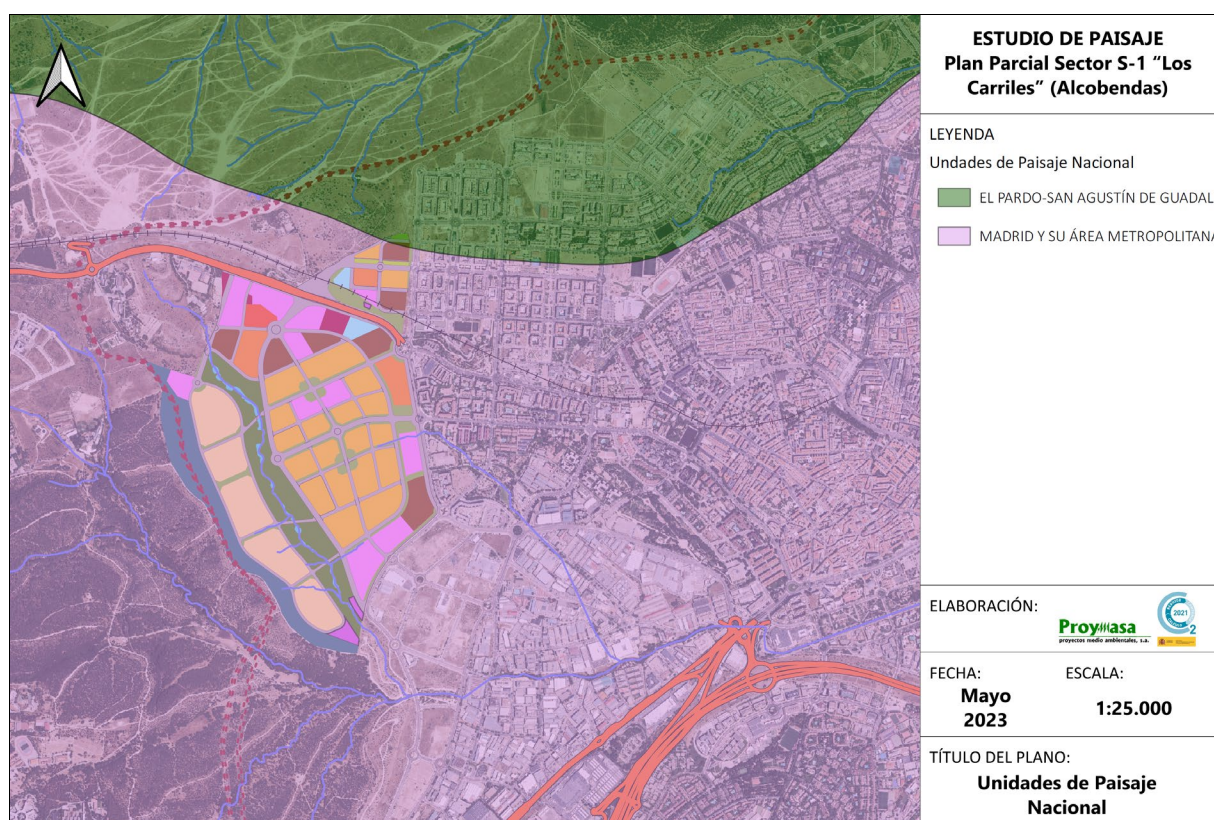 ESTUDIO DE PAISAJE
Plan Parcial Sector S-1 “Los
Carriles” (Alcobendas)
LEYENDA
Undades de Paisaje Nacional
EL PARDO-SAN AGUSTÍN DE GUADAL
MADRID Y SU ÁREA METROPOLITANA
ELABORACIÓN:
Proymasa
proyectos medio ambientales, s.a.
2021
2
FECHA:
Mayo
2023
ESCALA:
1:25.000
TÍTULO DEL PLANO:
Unidades de Paisaje
Nacional